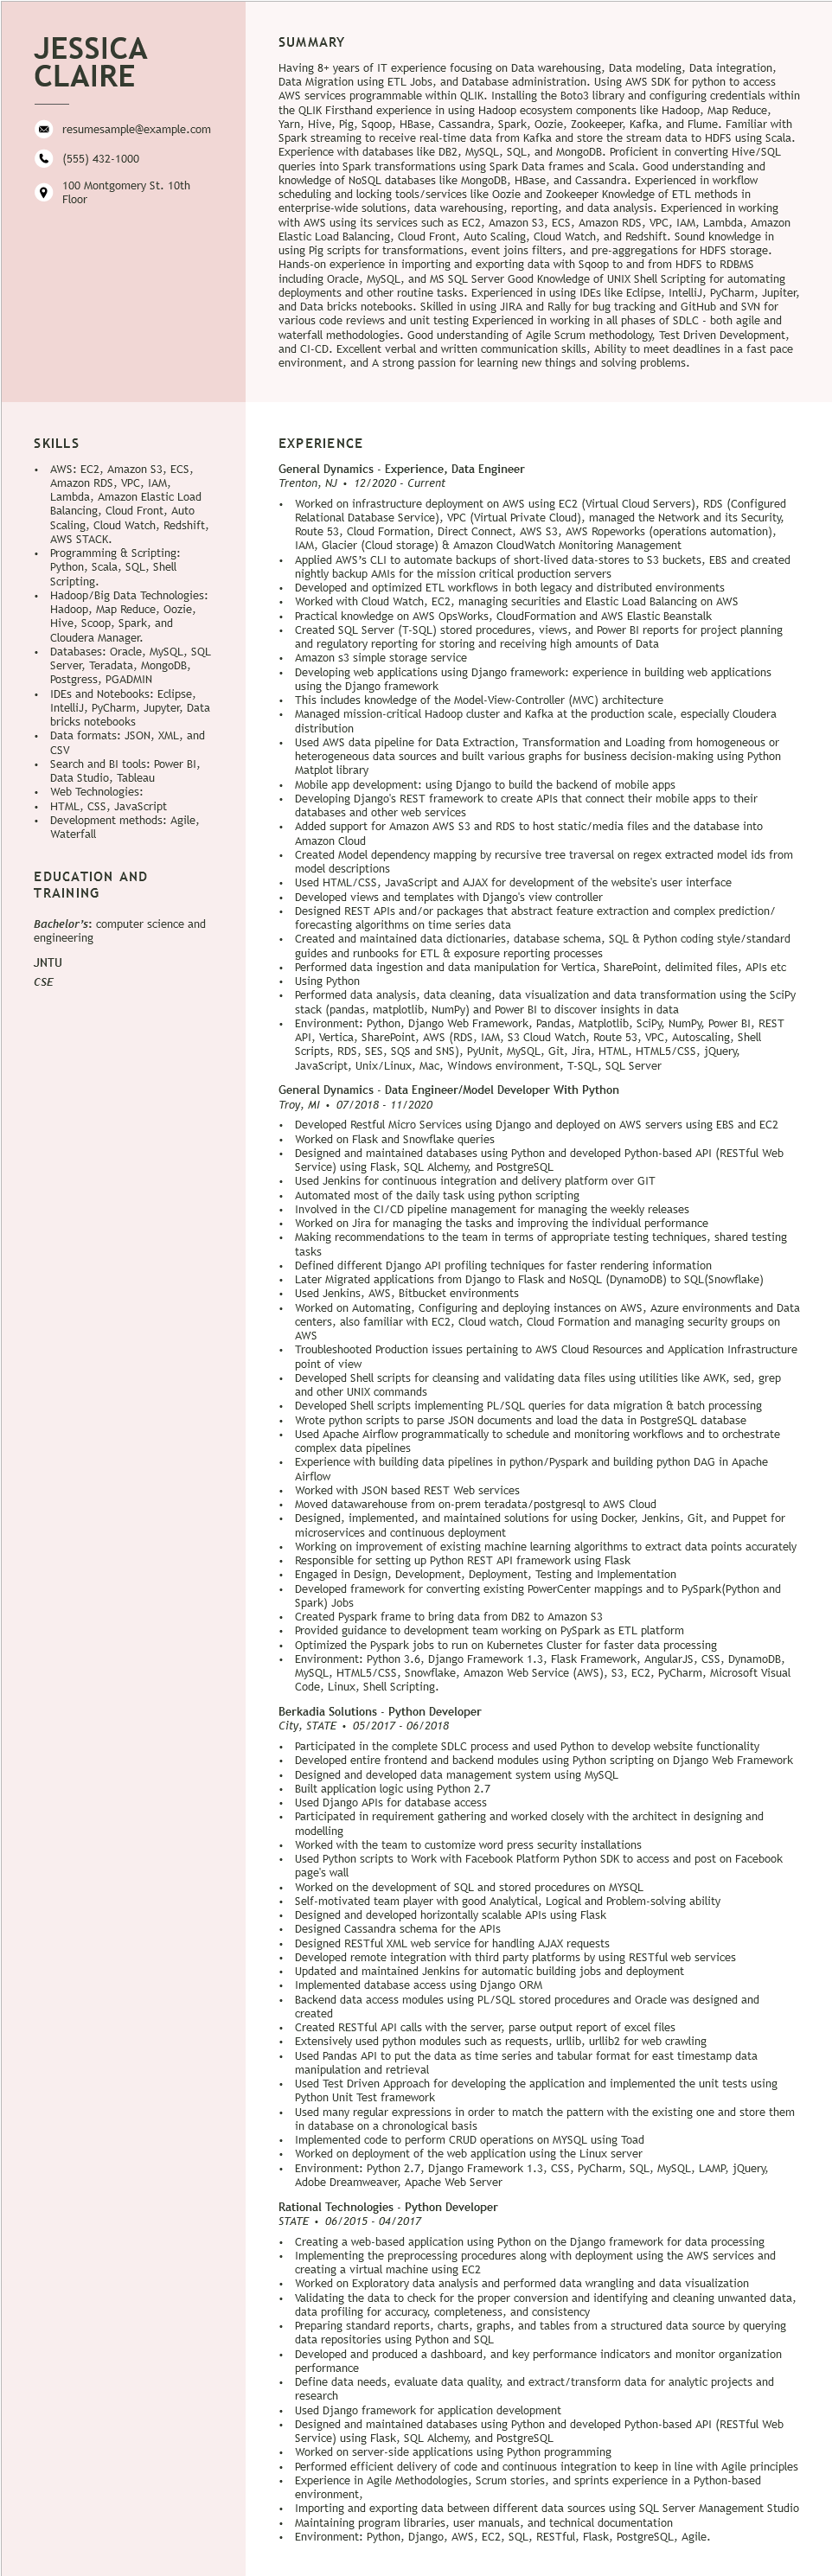 JESSICA
CLAIRE
resumesample@example.com
(555) 432-1000
100 Montgomery St. 10th
Floor
SUMMARY
Having 8+ years of IT experience focusing on Data warehousing, Data modeling, Data integration,
Data Migration using ETL Jobs, and Database administration. Using AWS SDK for python to access
AWS services programmable within QLIK. Installing the Boto3 library and configuring credentials within
the QLIK Firsthand experience in using Hadoop ecosystem components like Hadoop, Map Reduce,
Yarn, Hive, Pig, Sqoop, HBase, Cassandra, Spark, Oozie, Zookeeper, Kafka, and Flume. Familiar with
Spark streaming to receive real-time data from Kafka and store the stream data to HDFS using Scala.
Experience with databases like DB2, MySQL, SQL, and MongoDB. Proficient in converting Hive/SQL
queries into Spark transformations using Spark Data frames and Scala. Good understanding and
knowledge of NoSQL databases like MongoDB, HBase, and Cassandra. Experienced in workflow
scheduling and locking tools/services like Oozie and Zookeeper Knowledge of ETL methods in
enterprise-wide solutions, data warehousing, reporting, and data analysis. Experienced in working
with AWS using its services such as EC2, Amazon S3, ECS, Amazon RDS, VPC, IAM, Lambda, Amazon
Elastic Load Balancing, Cloud Front, Auto Scaling, Cloud Watch, and Redshift. Sound knowledge in
using Pig scripts for transformations, event joins filters, and pre-aggregations for HDFS storage.
Hands-on experience in importing and exporting data with Sqoop to and from HDFS to RDBMS
including Oracle, MySQL, and MS SQL Server Good Knowledge of UNIX Shell Scripting for automating
deployments and other routine tasks. Experienced in using IDEs like Eclipse, IntelliJ, PyCharm, Jupiter,
and Data bricks notebooks. Skilled in using JIRA and Rally for bug tracking and GitHub and SVN for
various code reviews and unit testing Experienced in working in all phases of SDLC - both agile and
waterfall methodologies. Good understanding of Agile Scrum methodology, Test Driven Development,
and CI-CD. Excellent verbal and written communication skills, Ability to meet deadlines in a fast pace
environment, and A strong passion for learning new things and solving problems.
SKILLS
• AWS: EC2, Amazon S3, ECS,
Amazon RDS, VPC, IAM,
Lambda, Amazon Elastic Load
Balancing, Cloud Front, Auto
Scaling, Cloud Watch, Redshift,
AWS STACK.
• Programming & Scripting:
Python, Scala, SQL, Shell
Scripting.
• Hadoop/Big Data Technologies:
Hadoop, Map Reduce, Oozie,
Hive, Scoop, Spark, and
Cloudera Manager.
• Databases: Oracle, MySQL, SQL
Server, Teradata, MongoDB,
Postgress, PGADMIN
• IDEs and Notebooks: Eclipse,
IntelliJ, PyCharm, Jupyter, Data
bricks notebooks
• Data formats: JSON, XML, and
CSV
• Search and BI tools: Power BI,
Data Studio, Tableau
• Web Technologies:
• HTML, CSS, JavaScript
• Development methods: Agile,
Waterfall
EDUCATION AND
TRAINING
Bachelor's: computer science and
engineering
JNTU
CSE
EXPERIENCE
General Dynamics - Experience, Data Engineer
Trenton, NJ • 12/2020 - Current
• Worked on infrastructure deployment on AWS using EC2 (Virtual Cloud Servers), RDS (Configured
Relational Database Service), VPC (Virtual Private Cloud), managed the Network and its Security,
Route 53, Cloud Formation, Direct Connect, AWS S3, AWS Ropeworks (operations automation),
IAM, Glacier (Cloud storage) & Amazon CloudWatch Monitoring Management
• Applied AWS's CLI to automate backups of short-lived data-stores to S3 buckets, EBS and created
nightly backup AMIs for the mission critical production servers
• Developed and optimized ETL workflows in both legacy and distributed environments
• Worked with Cloud Watch, EC2, managing securities and Elastic Load Balancing on AWS
• Practical knowledge on AWS OpsWorks, CloudFormation and AWS Elastic Beanstalk
• Created SQL Server (T-SQL) stored procedures, views, and Power BI reports for project planning
and regulatory reporting for storing and receiving high amounts of Data
• Amazon s3 simple storage service
• Developing web applications using Django framework: experience in building web applications
using the Django framework
• This includes knowledge of the Model-View-Controller (MVC) architecture
• Managed mission-critical Hadoop cluster and Kafka at the production scale, especially Cloudera
distribution
• Used AWS data pipeline for Data Extraction, Transformation and Loading from homogeneous or
heterogeneous data sources and built various graphs for business decision-making using Python
Matplot library
• Mobile app development: using Django to build the backend of mobile apps
• Developing Django's REST framework to create APIs that connect their mobile apps to their
databases and other web services
• Added support for Amazon AWS S3 and RDS to host static/media files and the database into
Amazon Cloud
• Created Model dependency mapping by recursive tree traversal on regex extracted model ids from
model descriptions
• Used HTML/CSS, JavaScript and AJAX for development of the website's user interface
• Developed views and templates with Django's view controller
• Designed REST APIs and/or packages that abstract feature extraction and complex prediction/
forecasting algorithms on time series data
• Created and maintained data dictionaries, database schema, SQL & Python coding style/standard
guides and runbooks for ETL & exposure reporting processes
• Performed data ingestion and data manipulation for Vertica, SharePoint, delimited files, APIs etc
• Using Python
• Performed data analysis, data cleaning, data visualization and data transformation using the SciPy
stack (pandas, matplotlib, NumPy) and Power BI to discover insights in data
• Environment: Python, Django Web Framework, Pandas, Matplotlib, SciPy, NumPy, Power BI, REST
API, Vertica, SharePoint, AWS (RDS, IAM, S3 Cloud Watch, Route 53, VPC, Autoscaling, Shell
Scripts, RDS, SES, SQS and SNS), PyUnit, MySQL, Git, Jira, HTML, HTML5/CSS, jQuery,
JavaScript, Unix/Linux, Mac, Windows environment, T-SQL, SQL Server
General Dynamics - Data Engineer/Model Developer With Python
Troy, MI • 07/2018 - 11/2020
• Developed Restful Micro Services using Django and deployed on AWS servers using EBS and EC2
• Worked on Flask and Snowflake queries
• Designed and maintained databases using Python and developed Python-based API (RESTful Web
Service) using Flask, SQL Alchemy, and PostgreSQL
• Used Jenkins for continuous integration and delivery platform over GIT
• Automated most of the daily task using python scripting
• Involved in the CI/CD pipeline management for managing the weekly releases
• Worked on Jira for managing the tasks and improving the individual performance
• Making recommendations to the team in terms of appropriate testing techniques, shared testing
tasks
• Defined different Django API profiling techniques for faster rendering information
• Later Migrated applications from Django to Flask and NoSQL (DynamoDB) to SQL(Snowflake)
• Used Jenkins, AWS, Bitbucket environments
• Worked on Automating, Configuring and deploying instances on AWS, Azure environments and Data
centers, also familiar with EC2, Cloud watch, Cloud Formation and managing security groups on
AWS
• Troubleshooted Production issues pertaining to AWS Cloud Resources and Application Infrastructure
point of view
• Developed Shell scripts for cleansing and validating data files using utilities like AWK, sed, grep
and other UNIX commands
• Developed Shell scripts implementing PL/SQL queries for data migration & batch processing
• Wrote python scripts to parse JSON documents and load the data in PostgreSQL database
• Used Apache Airflow programmatically to schedule and monitoring workflows and to orchestrate
complex data pipelines
• Experience with building data pipelines in python/Pyspark and building python DAG in Apache
Airflow
• Worked with JSON based REST Web services
• Moved datawarehouse from on-prem teradata/postgresql to AWS Cloud
• Designed, implemented, and maintained solutions for using Docker, Jenkins, Git, and Puppet for
microservices and continuous deployment
• Working on improvement of existing machine learning algorithms to extract data points accurately
• Responsible for setting up Python REST API framework using Flask
• Engaged in Design, Development, Deployment, Testing and Implementation
• Developed framework for converting existing PowerCenter mappings and to PySpark(Python and
Spark) Jobs
• Created Pyspark frame to bring data from DB2 to Amazon S3
• Provided guidance to development team working on PySpark as ETL platform
• Optimized the Pyspark jobs to run on Kubernetes Cluster for faster data processing
• Environment: Python 3.6, Django Framework 1.3, Flask Framework, AngularJS, CSS, DynamoDB,
MySQL, HTML5/CSS, Snowflake, Amazon Web Service (AWS), S3, EC2, PyCharm, Microsoft Visual
Code, Linux, Shell Scripting.
Berkadia Solutions - Python Developer
City, STATE • 05/2017 - 06/2018
• Participated in the complete SDLC process and used Python to develop website functionality
• Developed entire frontend and backend modules using Python scripting on Django Web Framework
• Designed and developed data management system using MySQL
• Built application logic using Python 2.7
• Used Django APIs for database access
• Participated in requirement gathering and worked closely with the architect in designing and
modelling
• Worked with the team to customize word press security installations
• Used Python scripts to Work with Facebook Platform Python SDK to access and post on Facebook
page's wall
• Worked on the development of SQL and stored procedures on MYSQL
• Self-motivated team player with good Analytical, Logical and Problem-solving ability
• Designed and developed horizontally scalable APIs using Flask
• Designed Cassandra schema for the APIs
• Designed RESTful XML web service for handling AJAX requests
• Developed remote integration with third party platforms by using RESTful web services
• Updated and maintained Jenkins for automatic building jobs and deployment
• Implemented database access using Django ORM
• Backend data access modules using PL/SQL stored procedures and Oracle was designed and
created
• Created RESTful API calls with the server, parse output report of excel files
• Extensively used python modules such as requests, urllib, urllib2 for web crawling
• Used Pandas API to put the data as time series and tabular format for east timestamp data
manipulation and retrieval
• Used Test Driven Approach for developing the application and implemented the unit tests using
Python Unit Test framework
• Used many regular expressions in order to match the pattern with the existing one and store them
in database on a chronological basis
• Implemented code to perform CRUD operations on MYSQL using Toad
• Worked on deployment of the web application using the Linux server
• Environment: Python 2.7, Django Framework 1.3, CSS, PyCharm, SQL, MySQL, LAMP, jQuery,
Adobe Dreamweaver, Apache Web Server
Rational Technologies - Python Developer
STATE • 06/2015 - 04/2017
• Creating a web-based application using Python on the Django framework for data processing
• Implementing the preprocessing procedures along with deployment using the AWS services and
creating a virtual machine using EC2
• Worked on Exploratory data analysis and performed data wrangling and data visualization
• Validating the data to check for the proper conversion and identifying and cleaning unwanted data,
data profiling for accuracy, completeness, and consistency
• Preparing standard reports, charts, graphs, and tables from a structured data source by querying
data repositories using Python and SQL
• Developed and produced a dashboard, and key performance indicators and monitor organization
performance
• Define data needs, evaluate data quality, and extract/transform data for analytic projects and
research
• Used Django framework for application development
• Designed and maintained databases using Python and developed Python-based API (RESTful Web
Service) using Flask, SQL Alchemy, and PostgreSQL
• Worked on server-side applications using Python programming
• Performed efficient delivery of code and continuous integration to keep in line with Agile principles
• Experience in Agile Methodologies, Scrum stories, and sprints experience in a Python-based
environment,
• Importing and exporting data between different data sources using SQL Server Management Studio
• Maintaining program libraries, user manuals, and technical documentation
• Environment: Python, Django, AWS, EC2, SQL, RESTful, Flask, PostgreSQL, Agile.